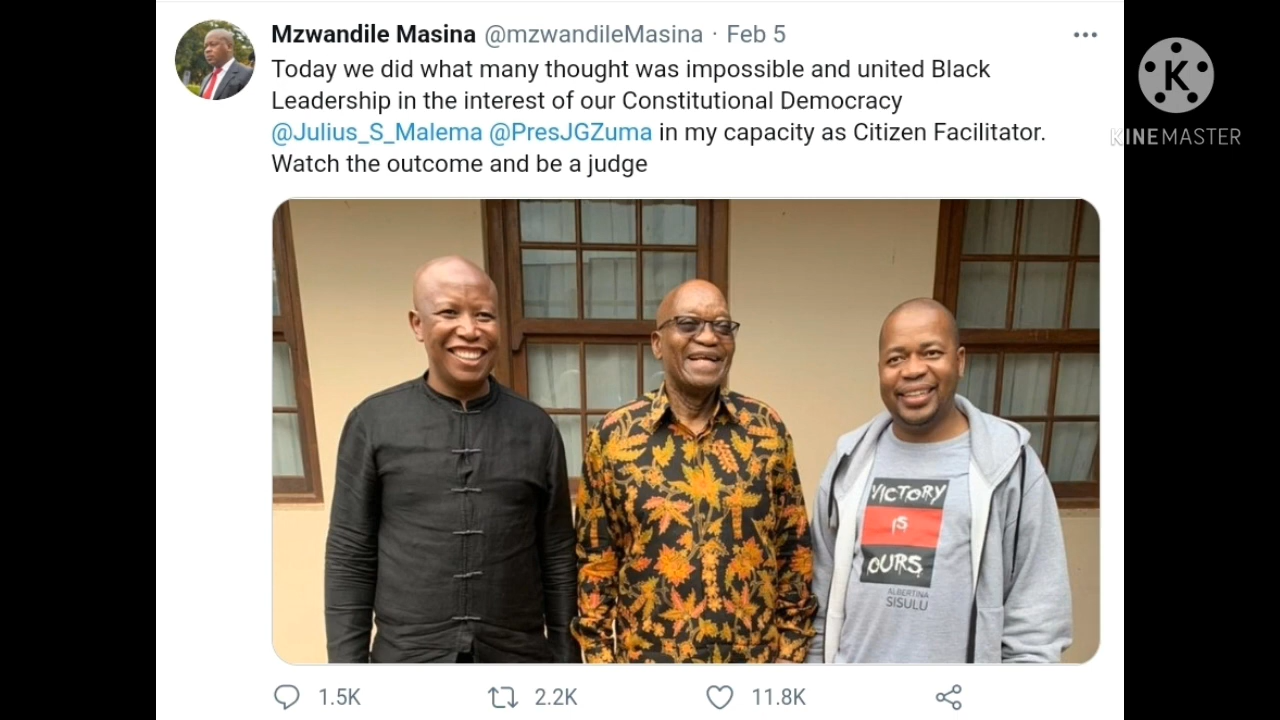 Mzwandile Masina @mzwandileMasina · Feb 5
Today we did what many thought was impossible and united Black
Leadership in the interest of our Constitutional Democracy
@Julius_S_Malema @PresJGZuma in my capacity as Citizen Facilitator.
Watch the outcome and be a judge
K
KINEMASTER
VICTORY
IS
OURS
ALBERTINA
SISULU
1.5K 2.2K 11.8K